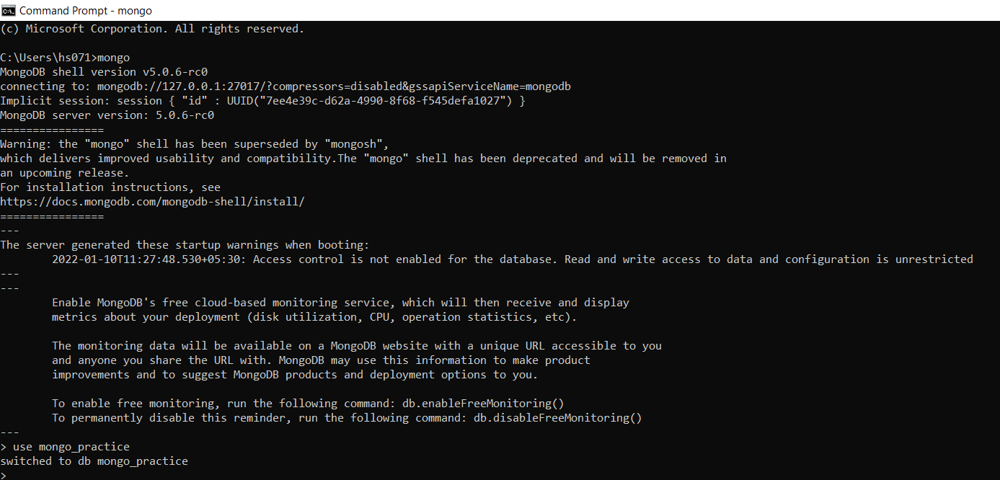 Command Prompt - mongo
(c) Microsoft Corporation. All rights reserved.
C:\Users\hs071>mongo
MongoDB shell version v5.0.6-rc0
connecting to: mongodb://127.0.0.1:27017/?compressors=disabled&gssapiServiceName=mongodb
Implicit session: session { "id" : UUID("7ee4e39c-d62a-4990-8f68-f545defa1027") }
MongoDB server version: 5.0.6-rc0
================
Warning: the "mongo" shell has been superseded by "mongosh",
which delivers improved usability and compatibility.The "mongo" shell has been deprecated and will be removed in
an upcoming release.
For installation instructions, see
https://docs.mongodb.com/mongodb-shell/install/
================
---
The server generated these startup warnings when booting:
        2022-01-10T11:27:48.530+05:30: Access control is not enabled for the database. Read and write access to data and configuration is unrestricted
---
---
        Enable MongoDB's free cloud-based monitoring service, which will then receive and display
        metrics about your deployment (disk utilization, CPU, operation statistics, etc).
        The monitoring data will be available on a MongoDB website with a unique URL accessible to you
        and anyone you share the URL with. MongoDB may use this information to make product
        improvements and to suggest MongoDB products and deployment options to you.
        To enable free monitoring, run the following command: db.enableFreeMonitoring()
        To permanently disable this reminder, run the following command: db.disableFreeMonitoring()
---
> use mongo_practice
switched to db mongo_practice
>